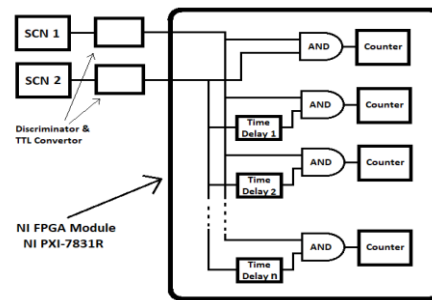 SCN 1
AND
Counter
SCN 2
Discriminator &
TTL Convertor
AND
Counter
Time
Delay 1
AND
Counter
Time
Delay 2
NI FPGA Module
NI PXI-7831R
AND
Counter
Time
Delay n